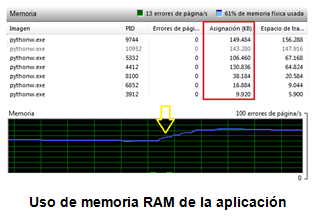 Memoria 13 errores de página/s 61% de memoria física usada
Imagen PID Errores de pági... Asignación (KB) Espacio de tra...
pythonw.exe 9744 0 149.484 156.288
pythonw.exe 10952 0 143.280 147.916
pythonw.exe 5332 0 106.460 67.168
pythonw.exe 4412 0 130.836 64.824
pythonw.exe 8100 0 38.184 20.584
pythonw.exe 6852 0 16.884 9.044
pythonw.exe 3912 0 9.920 5.900
Memoria 100 errores de página/s
Uso de memoria RAM de la aplicación